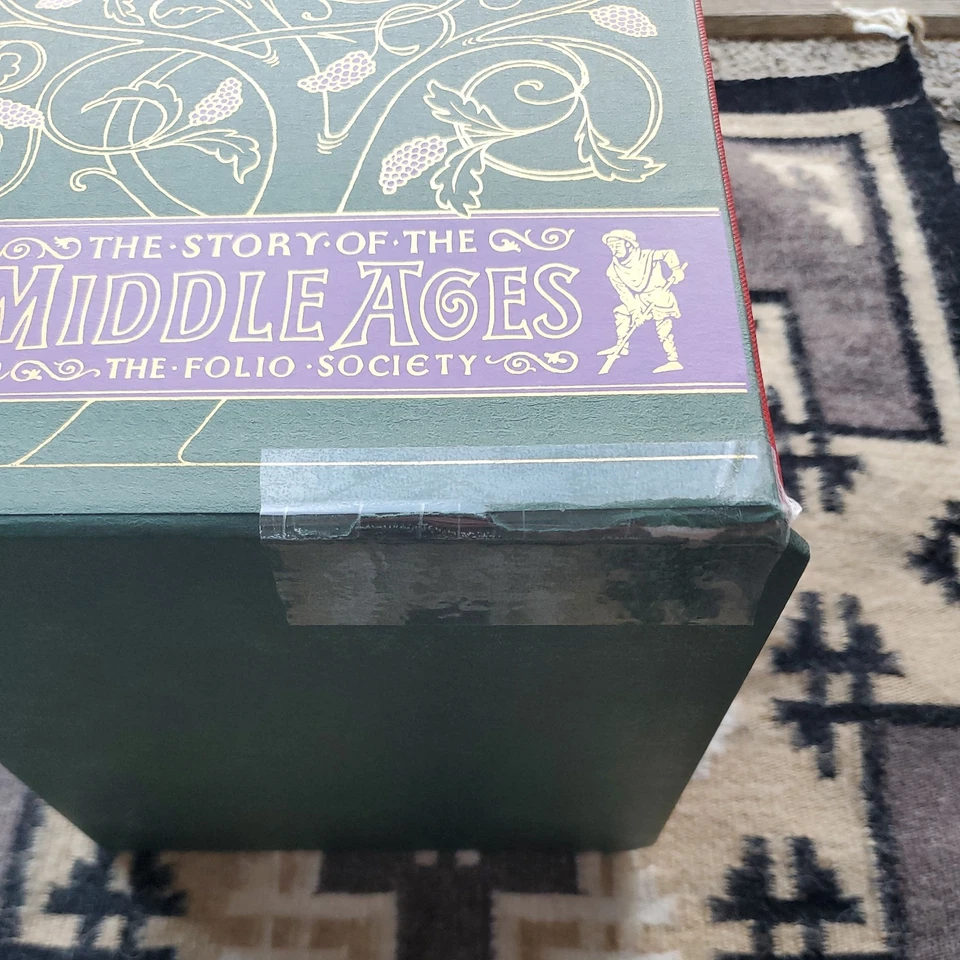 THE·STORY·OF·THE
MIDDLE AGES
THE·FOLIO·SOCIETY